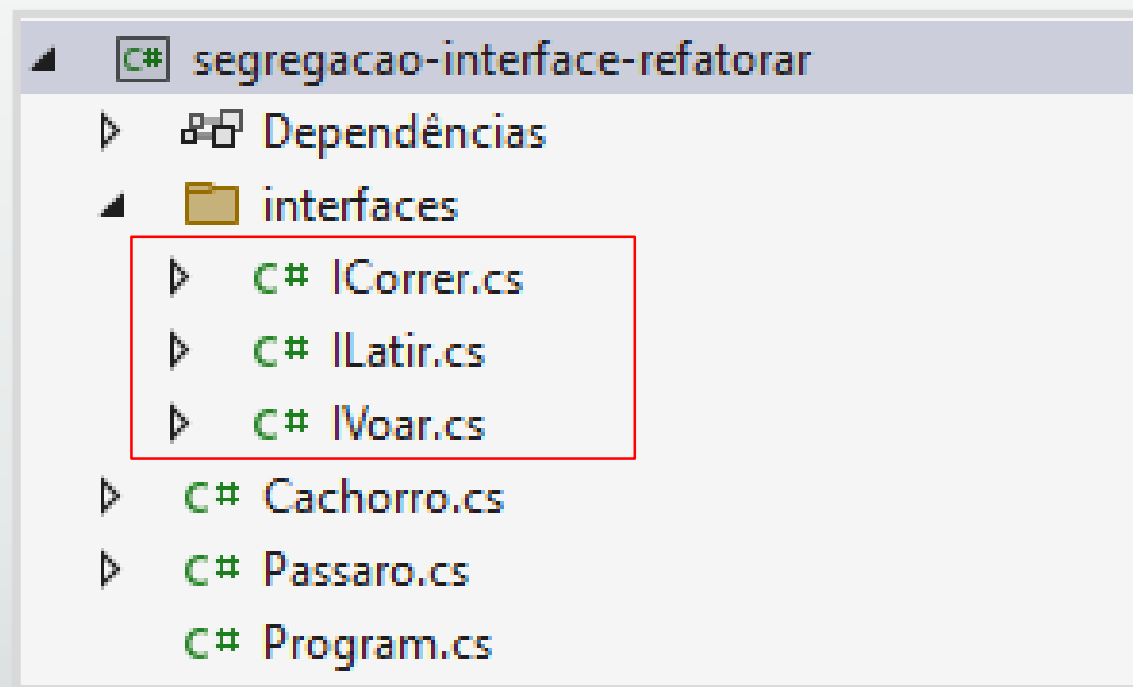 C# segregacao-interface-refatorar
Dependências
interfaces
C# ICorrer.cs
C# ILatir.cs
C# IVoar.cs
C# Cachorro.cs
C# Passaro.cs
C# Program.cs